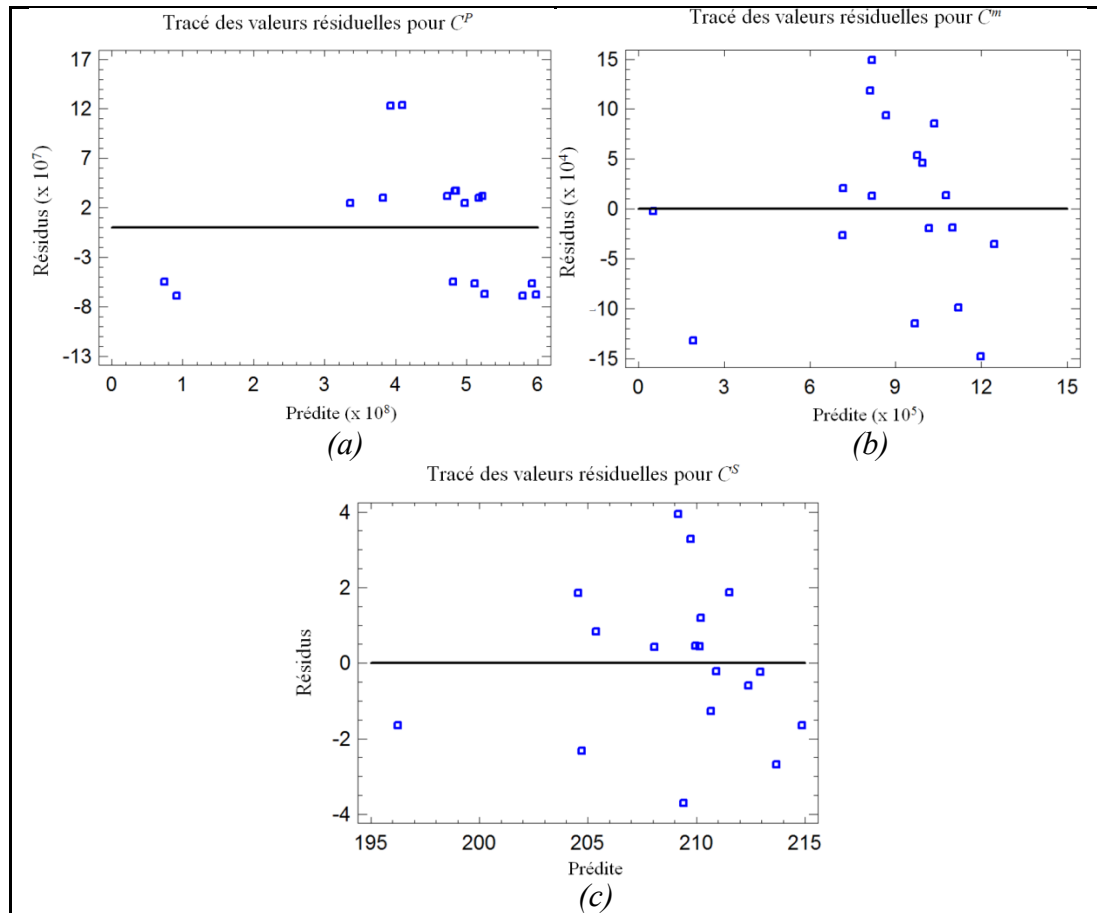 Tracé des valeurs résiduelles pour C^P
Résidus (x 10^7)
17
12
7
2
-3
-8
-13
0 1 2 3 4 5 6
Prédite (x 10^8)
(a)
Tracé des valeurs résiduelles pour C^m
Résidus (x 10^4)
15
10
5
0
-5
-10
-15
0 3 6 9 12 15
Prédite (x 10^5)
(b)
Tracé des valeurs résiduelles pour C^S
Résidus
4
2
0
-2
-4
195 200 205 210 215
Prédite
(c)